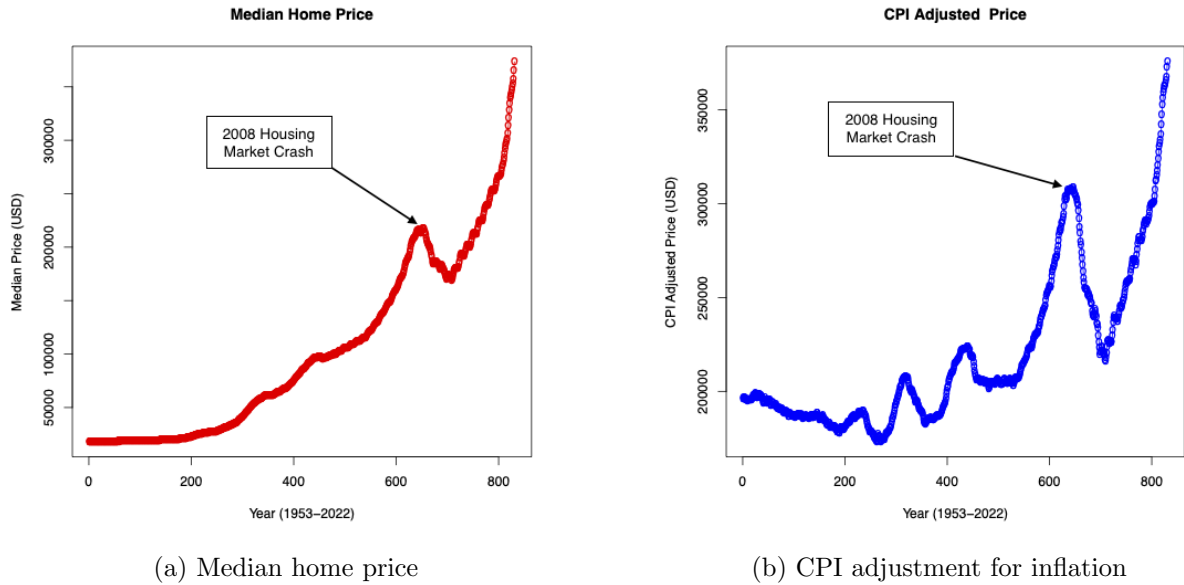 Median Home Price
Median Price (USD)
50000
100000
200000
300000
2008 Housing
Market Crash
0 200 400 600 800
Year (1953–2022)
(a) Median home price
CPI Adjusted  Price
CPI Adjusted Price (USD)
200000
250000
300000
350000
2008 Housing
Market Crash
0 200 400 600 800
Year (1953–2022)
(b) CPI adjustment for inflation